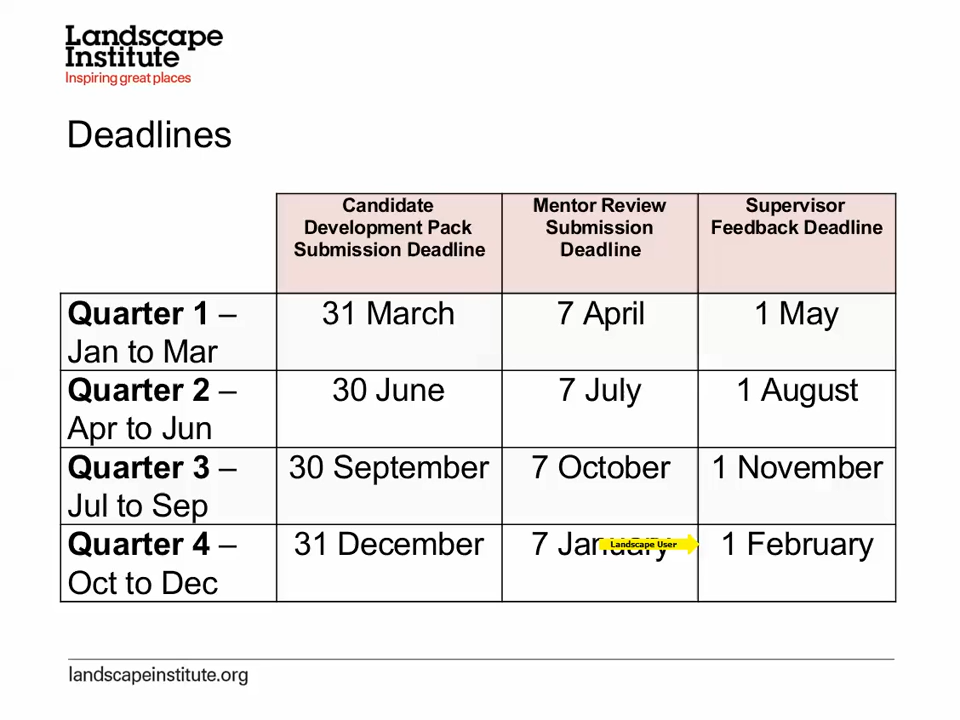 Landscape
Institute
Inspiring great places
Deadlines
Candidate
Development Pack
Submission Deadline
Mentor Review
Submission
Deadline
Supervisor
Feedback Deadline
Quarter 1 –
Jan to Mar
31 March
7 April
1 May
Quarter 2 –
Apr to Jun
30 June
7 July
1 August
Quarter 3 –
Jul to Sep
30 September
7 October
1 November
Quarter 4 –
Oct to Dec
31 December
7 January
Landscape User
1 February
landscapeinstitute.org